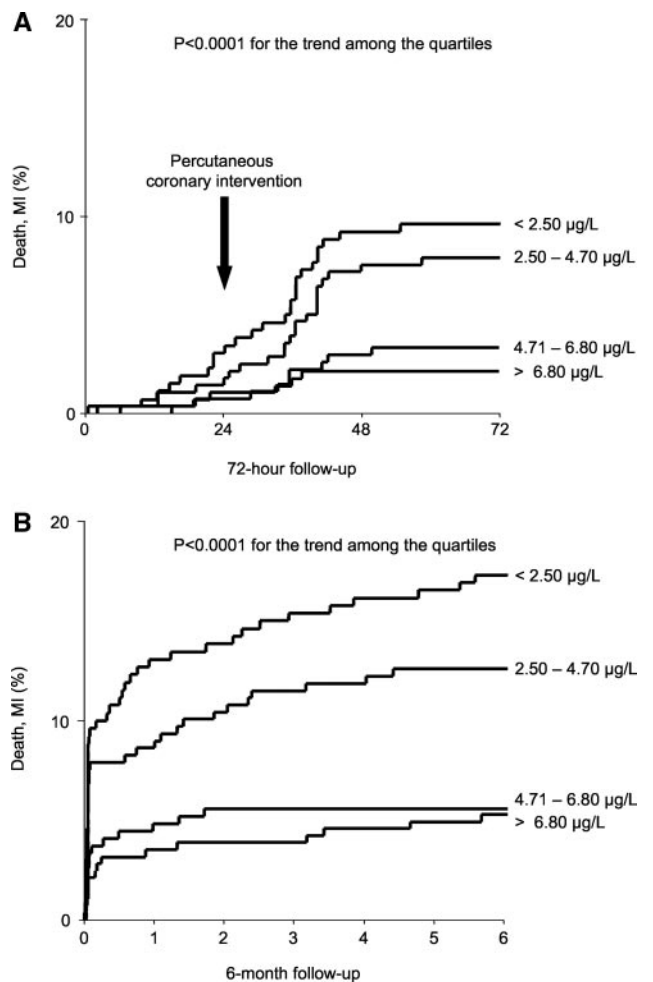 A
20
P<0.0001 for the trend among the quartiles
Percutaneous
coronary intervention
Death, MI (%)
10
< 2.50 µg/L
2.50 – 4.70 µg/L
4.71 – 6.80 µg/L
> 6.80 µg/L
0
0 24 48 72
72-hour follow-up
B
20
P<0.0001 for the trend among the quartiles
< 2.50 µg/L
2.50 – 4.70 µg/L
Death, MI (%)
10
4.71 – 6.80 µg/L
> 6.80 µg/L
0
0 1 2 3 4 5 6
6-month follow-up